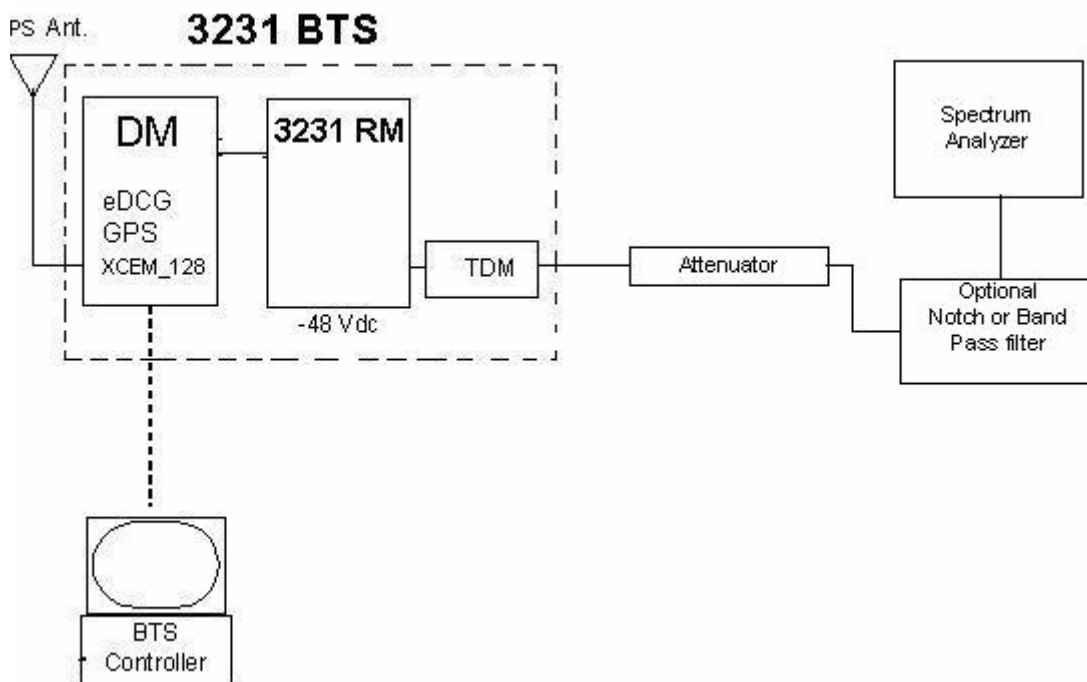 PS Ant.
3231 BTS
DM
eDCG
GPS
XCEM_128
3231 RM
-48 Vdc
TDM
Attenuator
Spectrum
Analyzer
Optional
Notch or Band
Pass filter
BTS
Controller